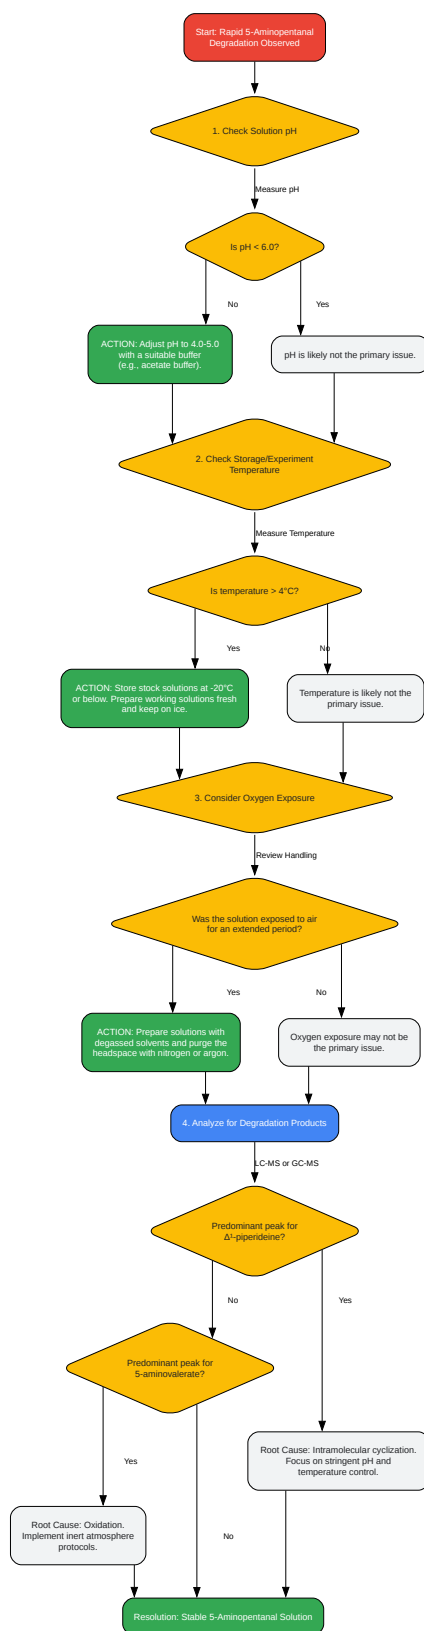 Start: Rapid 5-Aminopentanal
Degradation Observed
1. Check Solution pH
Measure pH
Is pH < 6.0?
No
Yes
ACTION: Adjust pH to 4.0-5.0
with a suitable buffer
(e.g., acetate buffer).
pH is likely not the primary issue.
2. Check Storage/Experiment
Temperature
Measure Temperature
Is temperature > 4°C?
Yes
No
ACTION: Store stock solutions at -20°C
or below. Prepare working solutions fresh
and keep on ice.
Temperature is likely not the
primary issue.
3. Consider Oxygen Exposure
Review Handling
Was the solution exposed to air
for an extended period?
Yes
No
ACTION: Prepare solutions with
degassed solvents and purge the
headspace with nitrogen or argon.
Oxygen exposure may not be
the primary issue.
4. Analyze for Degradation Products
LC-MS or GC-MS
Predominant peak for
Δ¹-piperideine?
No
Yes
Predominant peak for
5-aminovalerate?
Root Cause: Intramolecular cyclization.
Focus on stringent pH and
temperature control.
Yes
Root Cause: Oxidation.
Implement inert atmosphere
protocols.
No
Resolution: Stable 5-Aminopentanal Solution